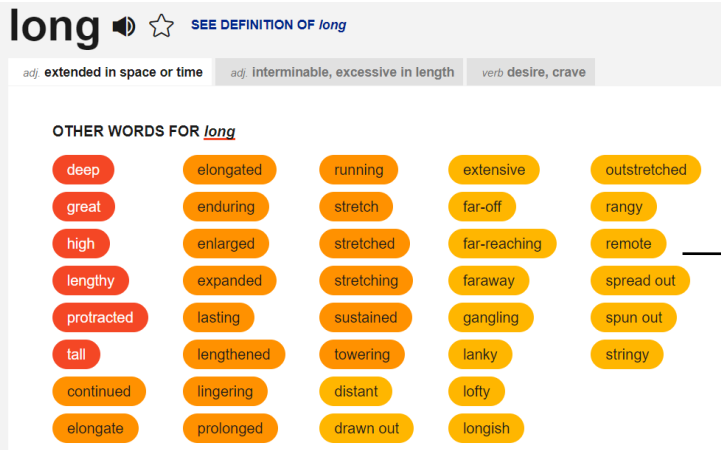 long SEE DEFINITION OF long
adj. extended in space or time adj. interminable, excessive in length verb desire, crave
OTHER WORDS FOR long
deep elongated running extensive outstretched
great enduring stretch far-off rangy
high enlarged stretched far-reaching remote
lengthy expanded stretching faraway spread out
protracted lasting sustained gangling spun out
tall lengthened towering lanky stringy
continued lingering distant lofty
elongate prolonged drawn out longish